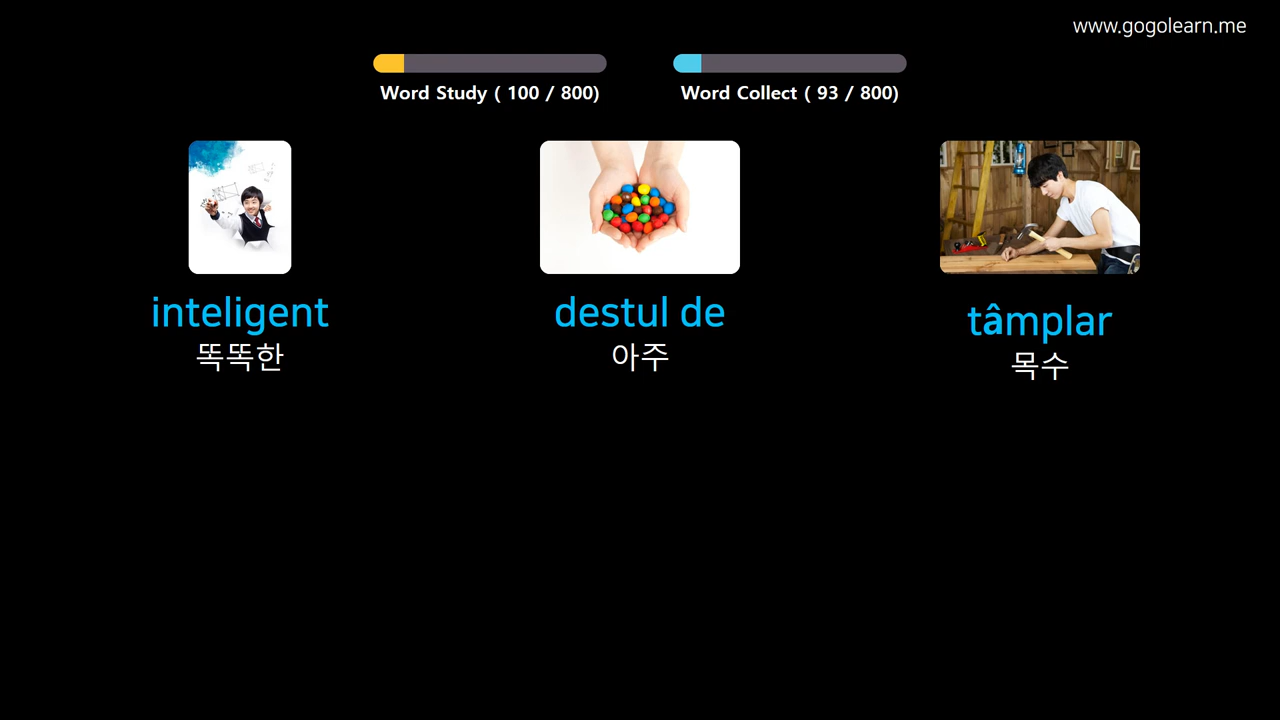 www.gogolearn.me
Word Study ( 100 / 800)
Word Collect ( 93 / 800)
inteligent
똑똑한
destul de
아주
tâmplar
목수